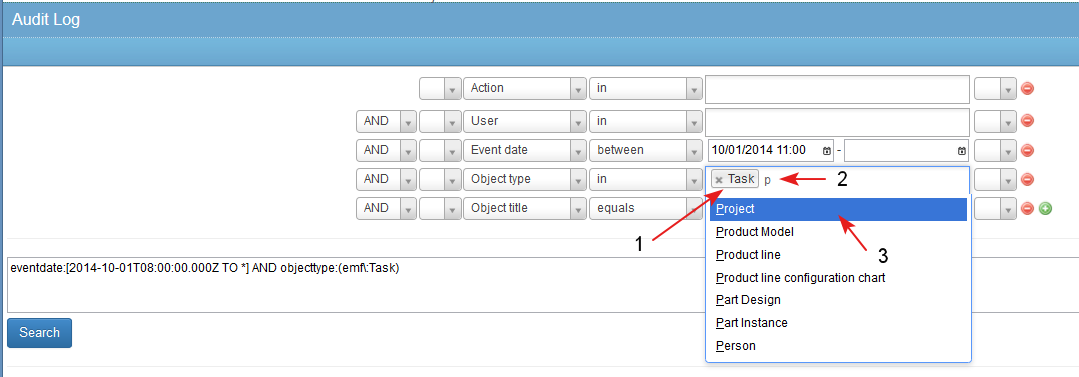 Audit Log
Action in
AND User in
AND Event date between 10/01/2014 11:00 -
AND Object type in Task p 2
AND Object title equals
1
Project
3
Product Model
Product line
Product line configuration chart
Part Design
Part Instance
Person
eventdate:[2014-10-01T08:00:00.000Z TO *] AND objecttype:(emf\:Task)
Search